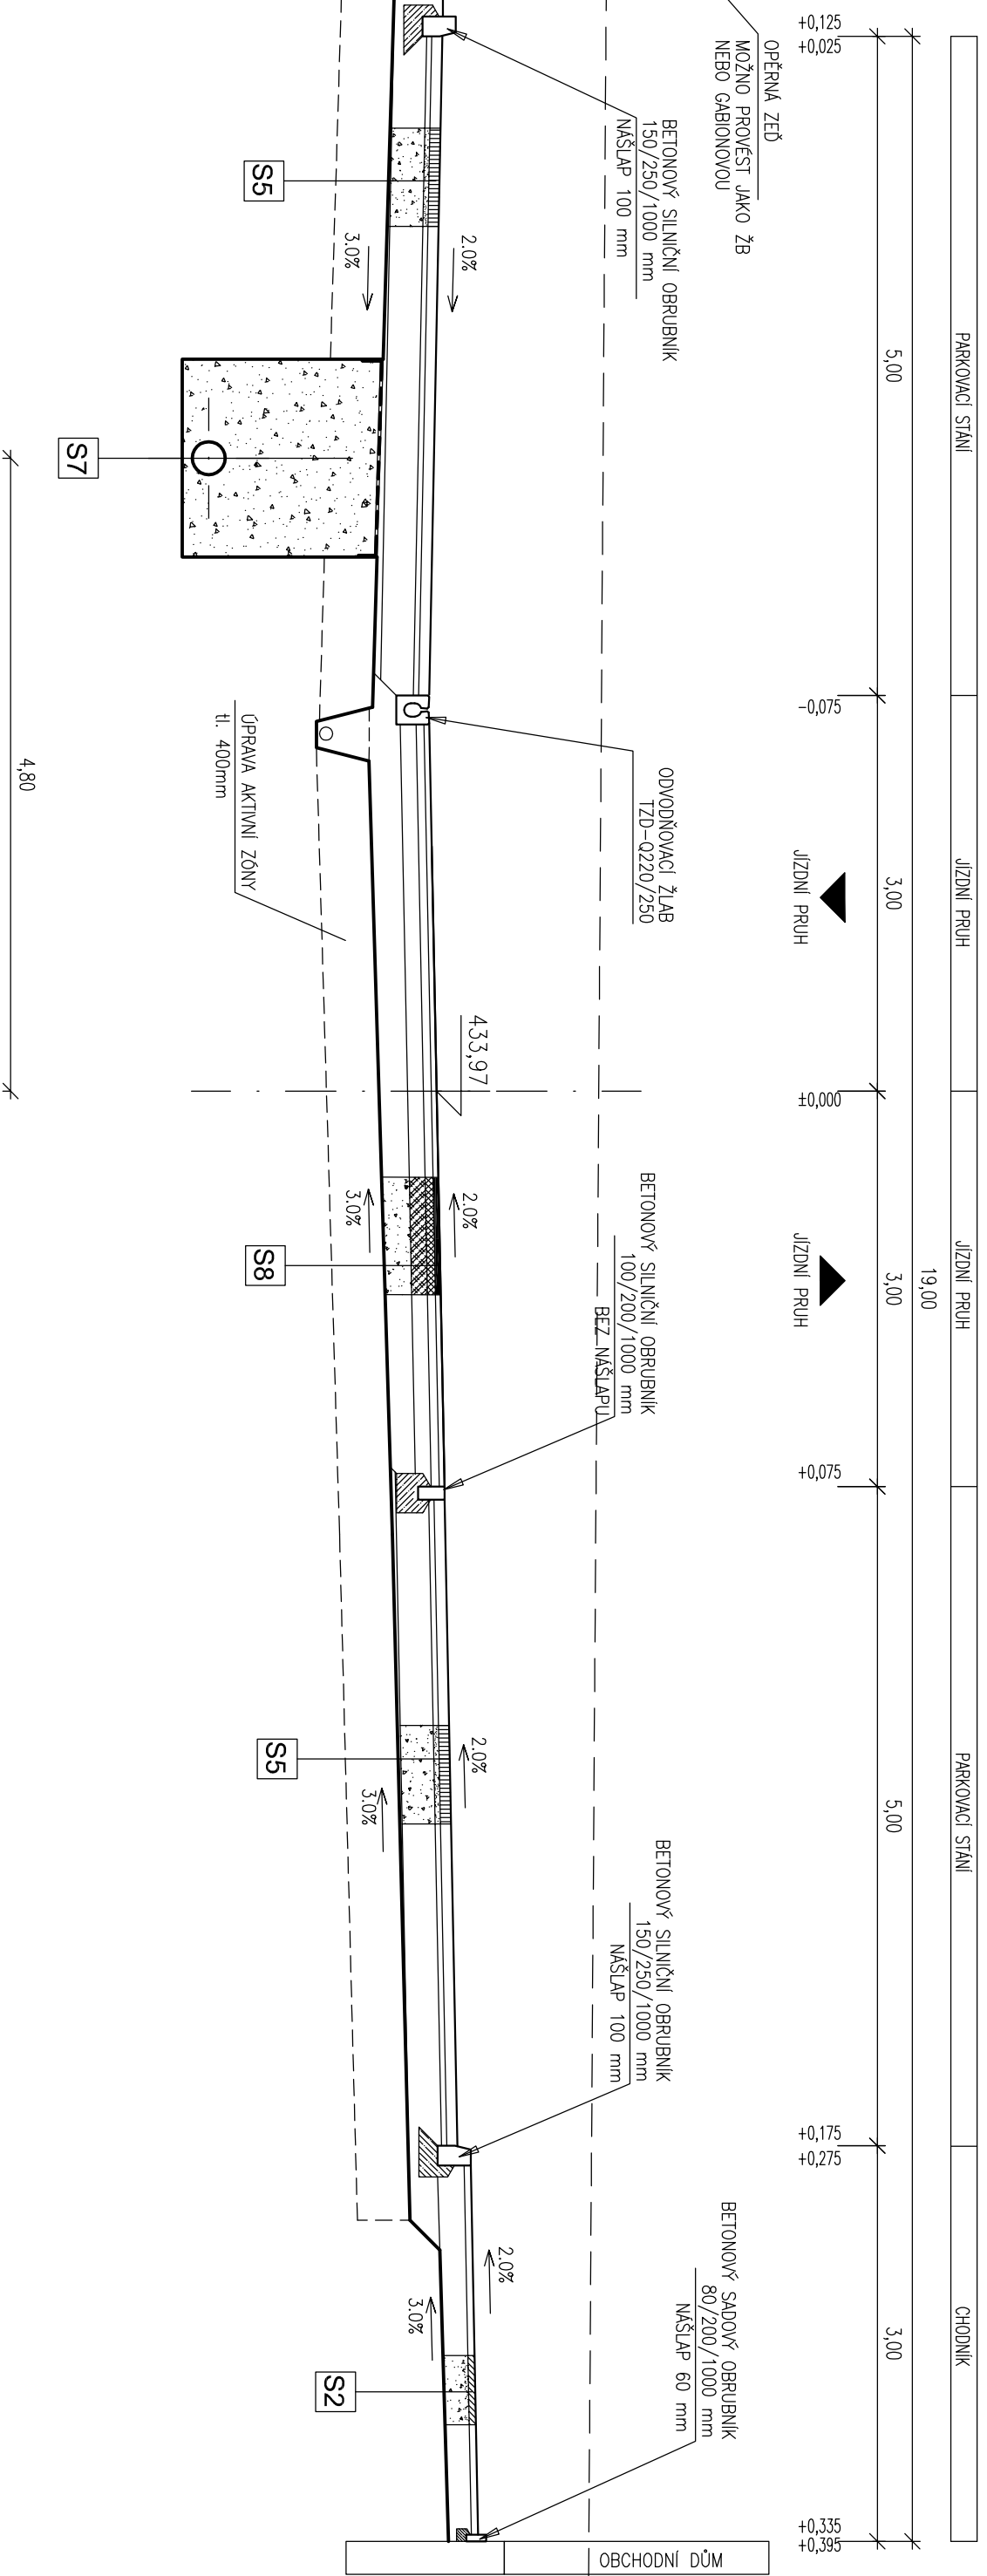 PARKOVACÍ STÁNÍ
JÍZDNÍ PRUH
JÍZDNÍ PRUH
PARKOVACÍ STÁNÍ
CHODNÍK
19,00
5,00
3,00
3,00
5,00
3,00
+0,125
+0,025
-0,075
±0,000
+0,075
+0,175
+0,275
+0,335
+0,395
JÍZDNÍ PRUH
JÍZDNÍ PRUH
OPĚRNÁ ZEĎ
MOŽNO PROVÉST JAKO ŽB
NEBO GABIONOVOU
BETONOVÝ SILNIČNÍ OBRUBNÍK
150/250/1000 mm
NÁŠLAP 100 mm
ODVODŇOVACÍ ŽLAB
TZD-Q220/250
BETONOVÝ SILNIČNÍ OBRUBNÍK
100/200/1000 mm
BEZ NÁŠLAPU
BETONOVÝ SILNIČNÍ OBRUBNÍK
150/250/1000 mm
NÁŠLAP 100 mm
BETONOVÝ SADOVÝ OBRUBNÍK
80/200/1000 mm
NÁŠLAP 60 mm
OBCHODNÍ DŮM
433,97
2.0%
3.0%
2.0%
3.0%
2.0%
3.0%
2.0%
3.0%
S5
S7
S8
S5
S2
ÚPRAVA AKTIVNÍ ZÓNY
tl. 400mm
4,80